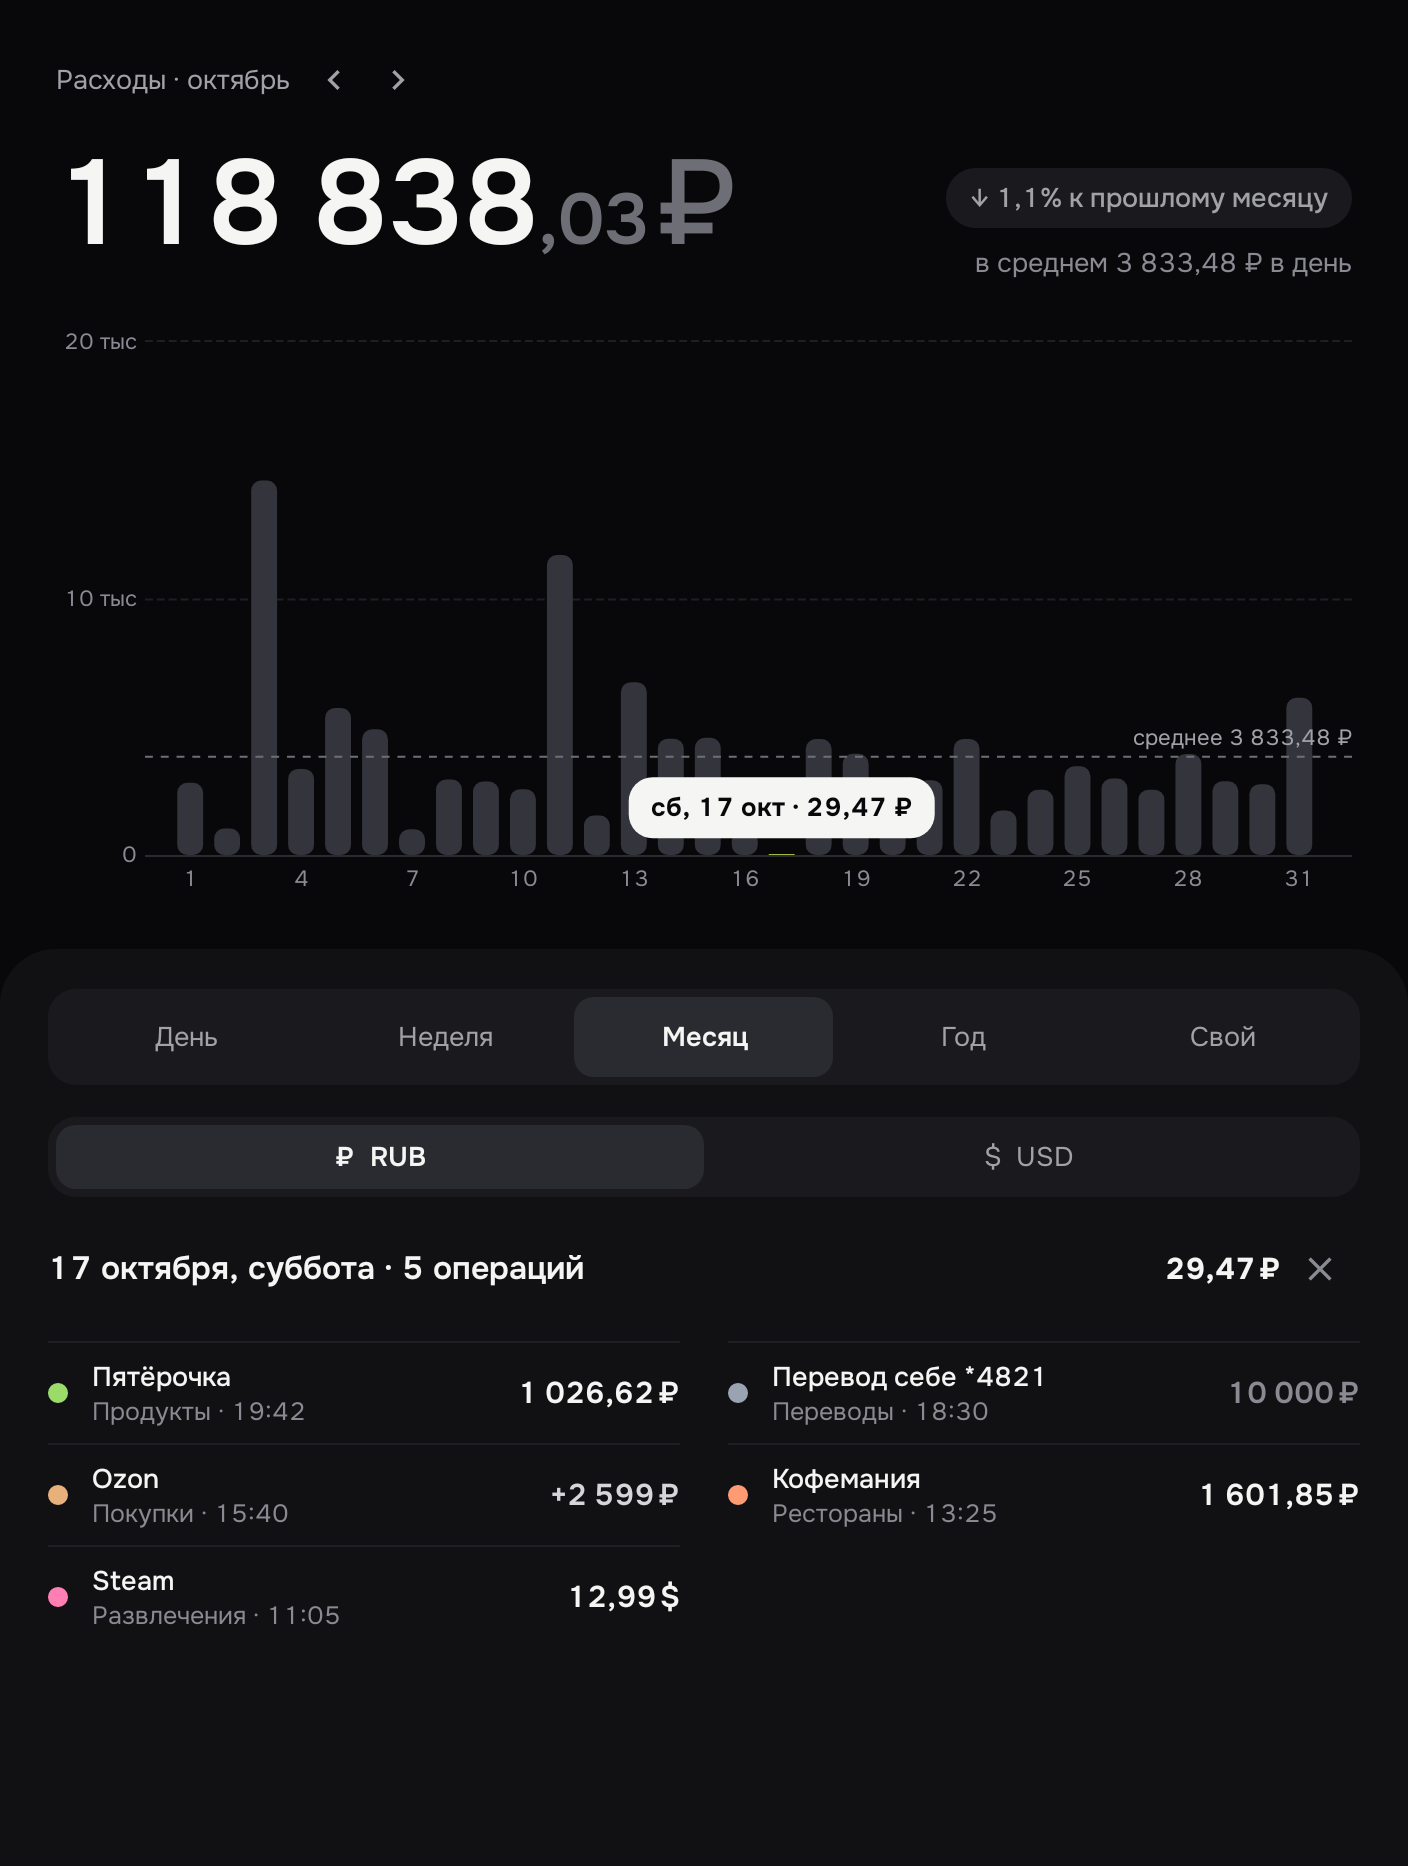 Расходы · октябрь
118 838,03 ₽
↓ 1,1% к прошлому месяцу
в среднем 3 833,48 ₽ в день
20 тыс
10 тыс
среднее 3 833,48 ₽
сб, 17 окт · 29,47 ₽
0
1 4 7 10 13 16 19 22 25 28 31
День Неделя Месяц Год Свой
₽ RUB $ USD
17 октября, суббота · 5 операций 29,47 ₽
Пятёрочка
Продукты · 19:42
1 026,62 ₽
Перевод себе *4821
Переводы · 18:30
10 000 ₽
Ozon
Покупки · 15:40
+2 599 ₽
Кофемания
Рестораны · 13:25
1 601,85 ₽
Steam
Развлечения · 11:05
12,99 $